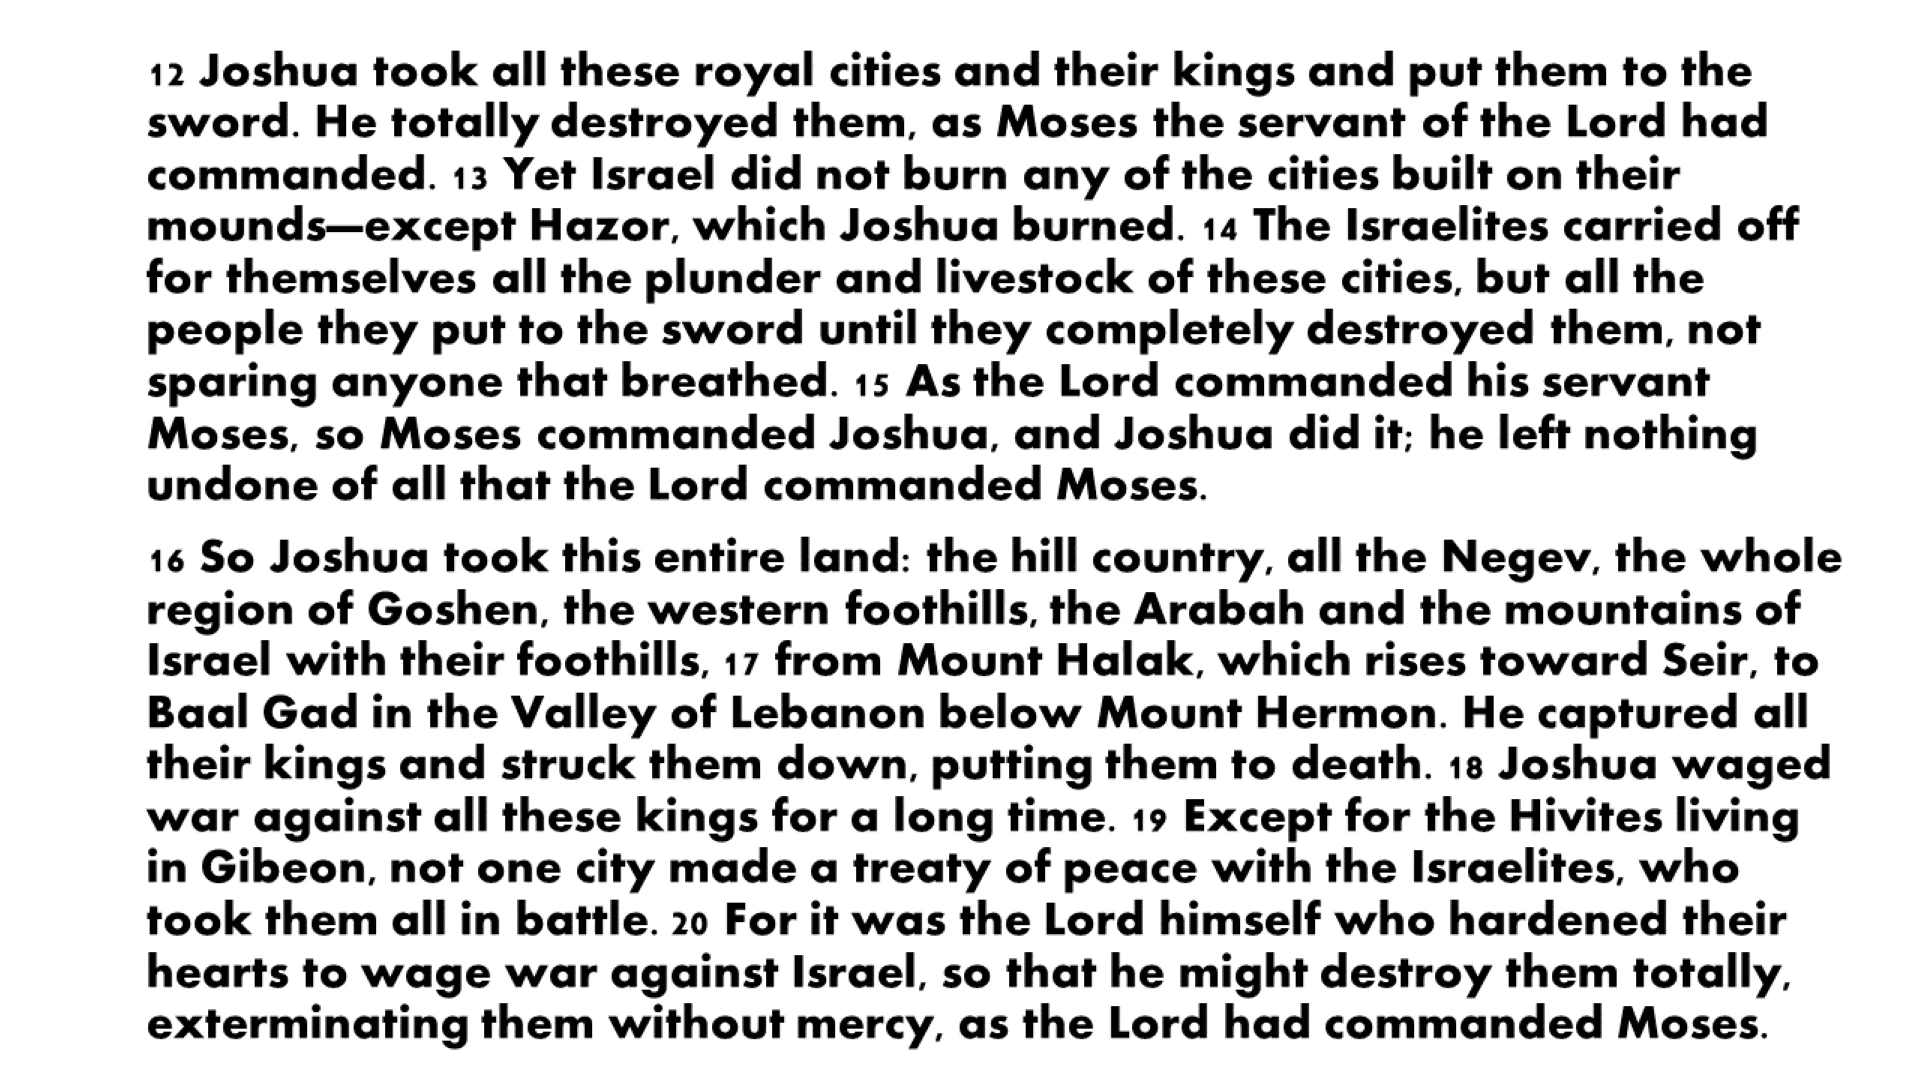 12 Joshua took all these royal cities and their kings and put them to the
sword. He totally destroyed them, as Moses the servant of the Lord had
commanded. 13 Yet Israel did not burn any of the cities built on their
mounds—except Hazor, which Joshua burned. 14 The Israelites carried off
for themselves all the plunder and livestock of these cities, but all the
people they put to the sword until they completely destroyed them, not
sparing anyone that breathed. 15 As the Lord commanded his servant
Moses, so Moses commanded Joshua, and Joshua did it; he left nothing
undone of all that the Lord commanded Moses.
16 So Joshua took this entire land: the hill country, all the Negev, the whole
region of Goshen, the western foothills, the Arabah and the mountains of
Israel with their foothills, 17 from Mount Halak, which rises toward Seir, to
Baal Gad in the Valley of Lebanon below Mount Hermon. He captured all
their kings and struck them down, putting them to death. 18 Joshua waged
war against all these kings for a long time. 19 Except for the Hivites living
in Gibeon, not one city made a treaty of peace with the Israelites, who
took them all in battle. 20 For it was the Lord himself who hardened their
hearts to wage war against Israel, so that he might destroy them totally,
exterminating them without mercy, as the Lord had commanded Moses.